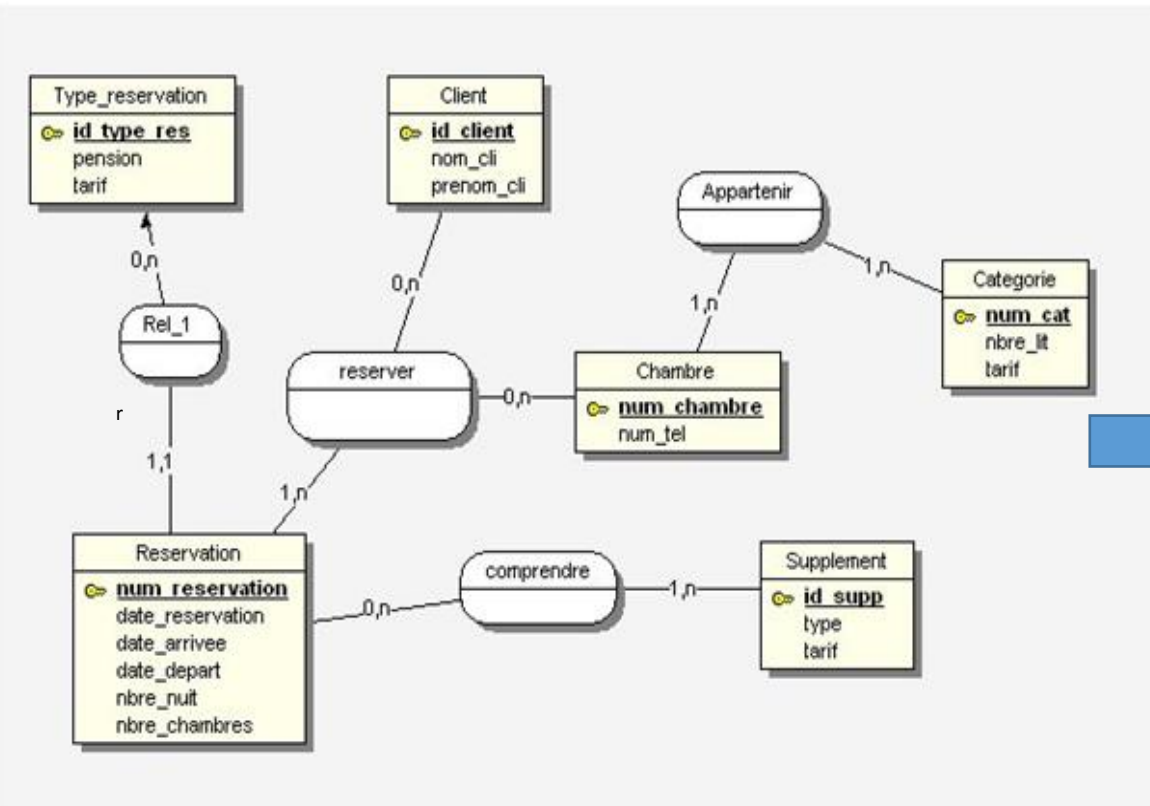 Type_reservation
id_type_res
pension
tarif
Client
id_client
nom_cli
prenom_cli
Appartenir
0,n
1,n
Categorie
num_cat
nbre_lit
tarif
Rel_1
0,n
1,n
reserver
Chambre
num_chambre
num_tel
0,n
r
1,1
1,n
Reservation
num_reservation
date_reservation
date_arrivee
date_depart
nbre_nuit
nbre_chambres
0,n
comprendre
1,n
Supplement
id_supp
type
tarif